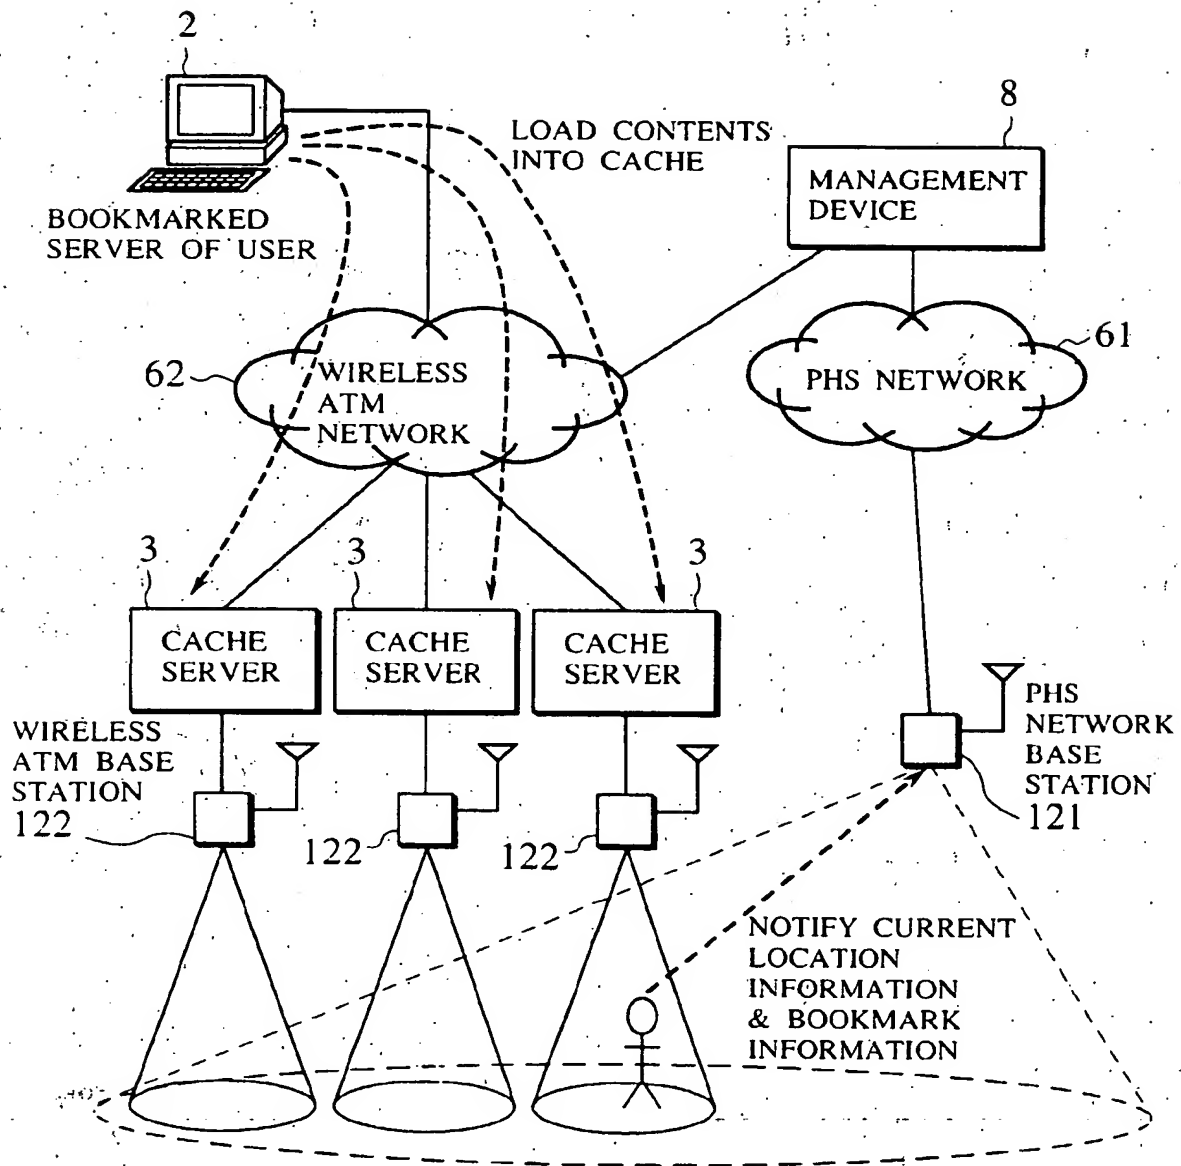 2
8
LOAD CONTENTS
INTO CACHE
MANAGEMENT
DEVICE
BOOKMARKED
SERVER OF USER
62
WIRELESS
ATM
NETWORK
61
PHS NETWORK
3
3
3
CACHE
SERVER
CACHE
SERVER
CACHE
SERVER
WIRELESS
ATM BASE
STATION
122
122
122
PHS
NETWORK
BASE
STATION
121
NOTIFY CURRENT
LOCATION
INFORMATION
& BOOKMARK
INFORMATION